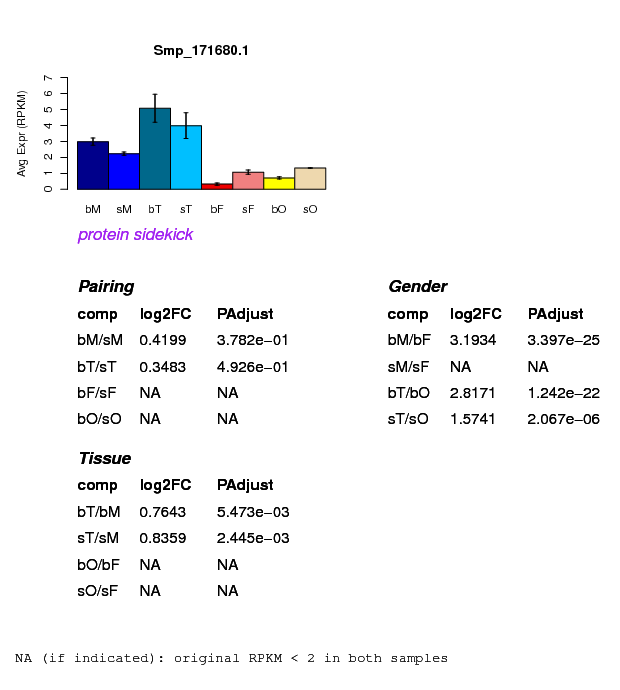 Smp_171680.1
Avg Expr (RPKM)
0 1 2 3 4 5 6 7
bM sM bT sT bF sF bO sO
protein sidekick
Pairing
comp log2FC PAdjust
bM/sM 0.4199 3.782e−01
bT/sT 0.3483 4.926e−01
bF/sF NA NA
bO/sO NA NA
Gender
comp log2FC PAdjust
bM/bF 3.1934 3.397e−25
sM/sF NA NA
bT/bO 2.8171 1.242e−22
sT/sO 1.5741 2.067e−06
Tissue
comp log2FC PAdjust
bT/bM 0.7643 5.473e−03
sT/sM 0.8359 2.445e−03
bO/bF NA NA
sO/sF NA NA
NA (if indicated): original RPKM < 2 in both samples